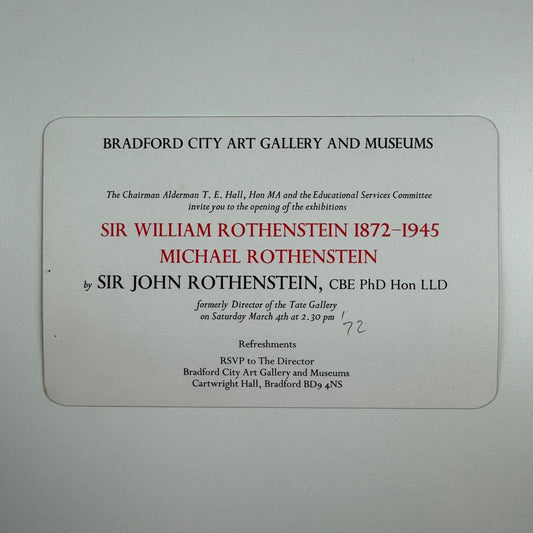 BRADFORD CITY ART GALLERY AND MUSEUMS
The Chairman Alderman T. E. Hall, Hon MA and the Educational Services Committee
invite you to the opening of the exhibitions
SIR WILLIAM ROTHENSTEIN 1872–1945
MICHAEL ROTHENSTEIN
by SIR JOHN ROTHENSTEIN, CBE PhD Hon LLD
formerly Director of the Tate Gallery
on Saturday March 4th at 2.30 pm '72
Refreshments
RSVP to The Director
Bradford City Art Gallery and Museums
Cartwright Hall, Bradford BD9 4NS